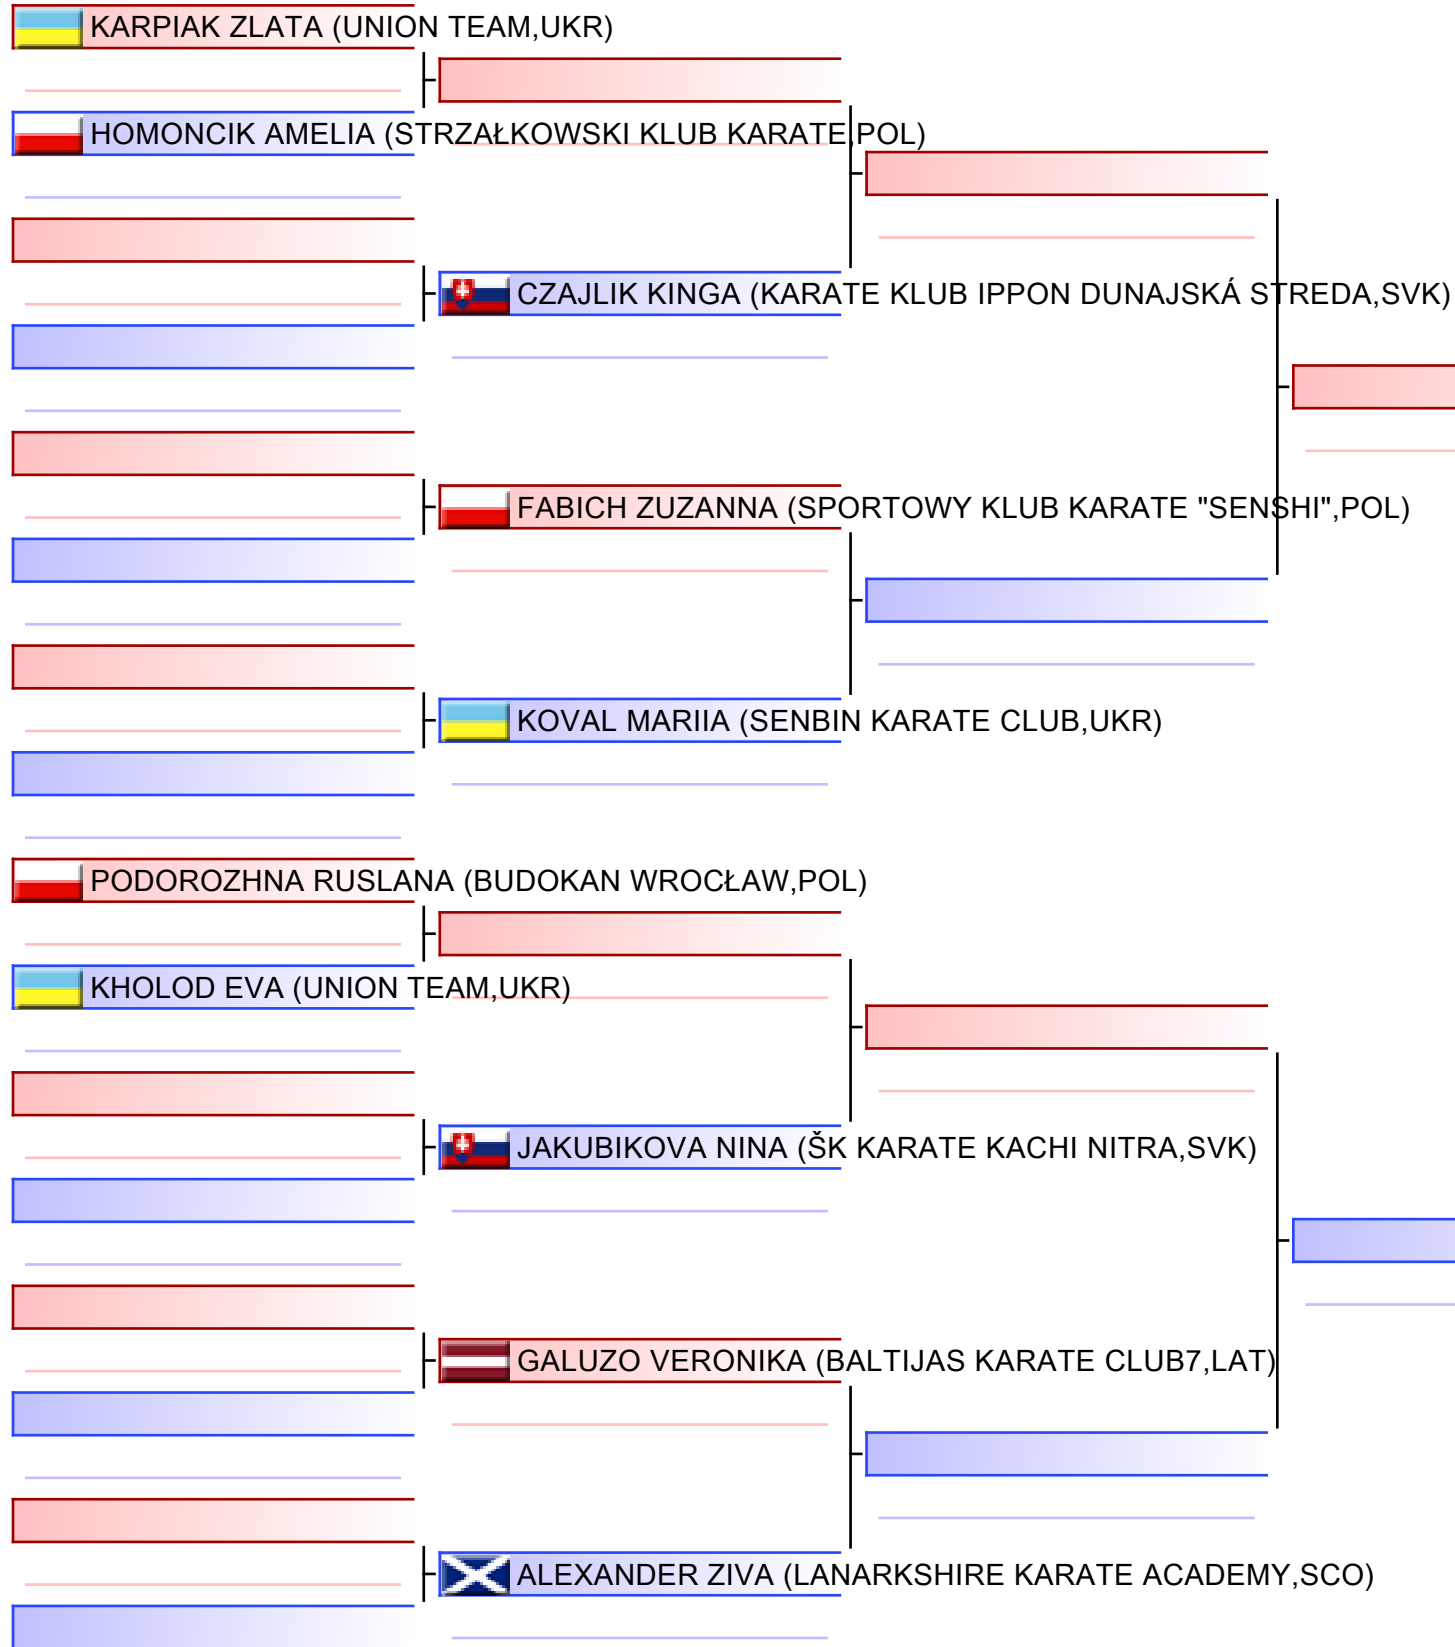 KARPIAK ZLATA (UNION TEAM,UKR)
HOMONCIK AMELIA (STRZAŁKOWSKI KLUB KARATE,POL)
CZAJLIK KINGA (KARATE KLUB IPPON DUNAJSKÁ STREDA,SVK)
FABICH ZUZANNA (SPORTOWY KLUB KARATE "SENSHI",POL)
KOVAL MARIIA (SENBIN KARATE CLUB,UKR)
PODOROZHNA RUSLANA (BUDOKAN WROCŁAW,POL)
KHOLOD EVA (UNION TEAM,UKR)
JAKUBIKOVA NINA (ŠK KARATE KACHI NITRA,SVK)
GALUZO VERONIKA (BALTIJAS KARATE CLUB7,LAT)
ALEXANDER ZIVA (LANARKSHIRE KARATE ACADEMY,SCO)